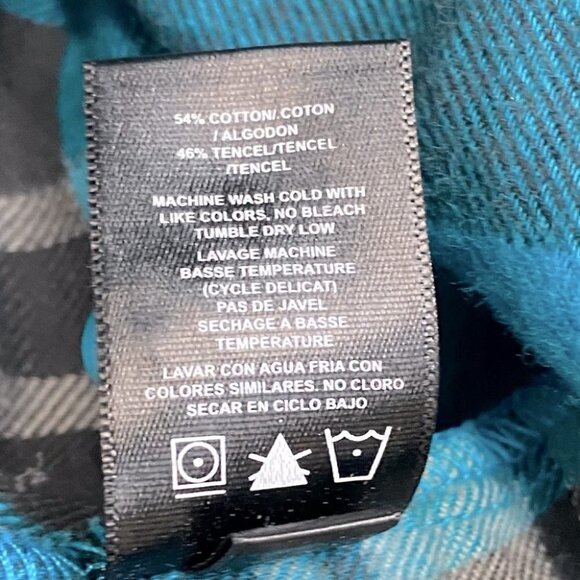 54% COTTON/.COTON
/ ALGODON
46% TENCEL/TENCEL
/TENCEL
MACHINE WASH COLD WITH
LIKE COLORS, NO BLEACH
TUMBLE DRY LOW
LAVAGE MACHINE
BASSE TEMPERATURE
(CYCLE DELICAT)
PAS DE JAVEL
SECHAGE A BASSE
TEMPERATURE
LAVAR CON AGUA FRIA CON
COLORES SIMILARES. NO CLORO
SECAR EN CICLO BAJO